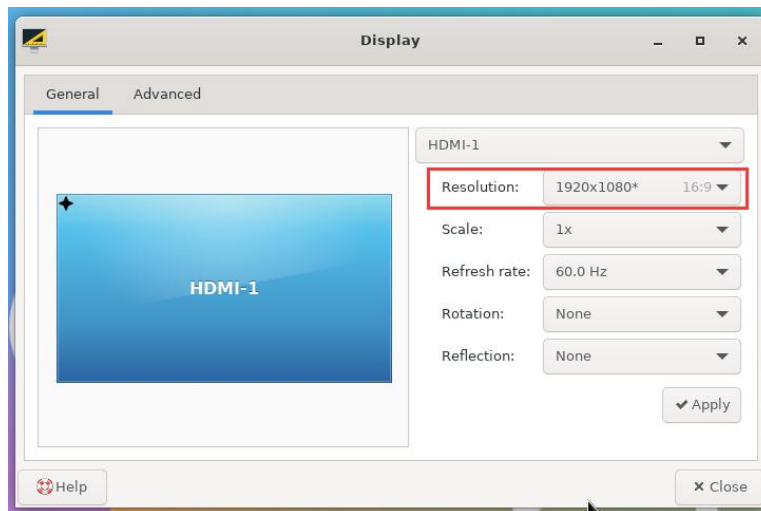 Display
General Advanced
HDMI-1
HDMI-1
Resolution: 1920x1080* 16:9
Scale: 1x
Refresh rate: 60.0 Hz
Rotation: None
Reflection: None
Apply
Help Close